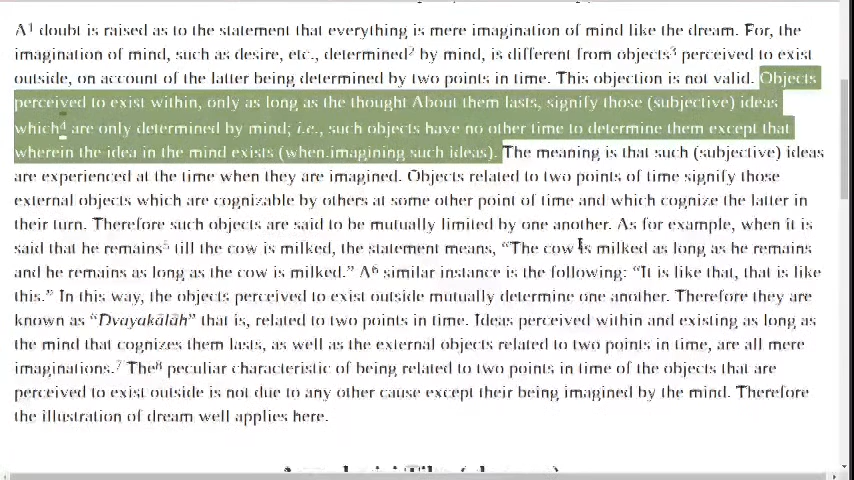 A1 doubt is raised as to the statement that everything is mere imagination of mind like the dream. For, the
imagination of mind, such as desire, etc., determined2 by mind, is different from objects3 perceived to exist
outside, on account of the latter being determined by two points in time. This objection is not valid. Objects
perceived to exist within, only as long as the thought About them lasts, signify those (subjective) ideas
which4 are only determined by mind; i.e., such objects have no other time to determine them except that
wherein the idea in the mind exists (when.imagining such ideas). The meaning is that such (subjective) ideas
are experienced at the time when they are imagined. Objects related to two points of time signify those
external objects which are cognizable by others at some other point of time and which cognize the latter in
their turn. Therefore such objects are said to be mutually limited by one another. As for example, when it is
said that he remains5 till the cow is milked, the statement means, “The cow is milked as long as he remains
and he remains as long as the cow is milked.” A6 similar instance is the following: “It is like that, that is like
this.” In this way, the objects perceived to exist outside mutually determine one another. Therefore they are
known as “Dvayakālāh” that is, related to two points in time. Ideas perceived within and existing as long as
the mind that cognizes them lasts, as well as the external objects related to two points in time, are all mere
imaginations.7 The8 peculiar characteristic of being related to two points in time of the objects that are
perceived to exist outside is not due to any other cause except their being imagined by the mind. Therefore
the illustration of dream well applies here.